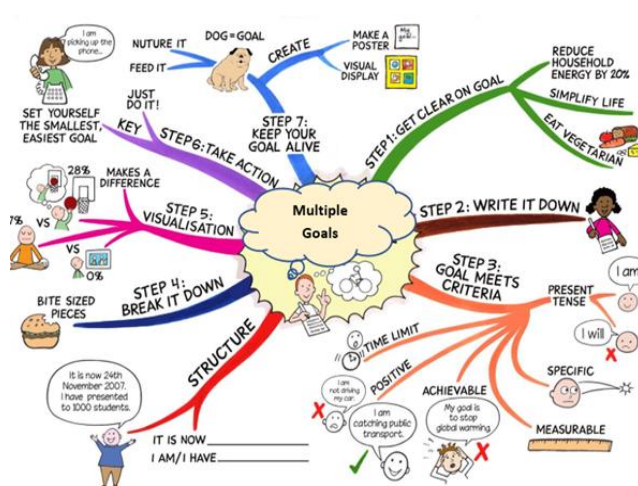 Multiple
Goals
STEP 1: GET CLEAR ON GOAL
REDUCE
HOUSEHOLD
ENERGY BY 20%
SIMPLIFY LIFE
EAT VEGETARIAN
STEP 2: WRITE IT DOWN
STEP 3:
GOAL MEETS
CRITERIA
PRESENT
TENSE
I am
I will
SPECIFIC
MEASURABLE
ACHIEVABLE
My goal is
to stop
global warming.
POSITIVE
I am
not driving
my car.
I am
catching public
transport.
TIME LIMIT
STRUCTURE
It is now 24th
November 2007.
I have presented
to 1000 students.
IT IS NOW
I AM/I HAVE
STEP 4:
BREAK IT DOWN
BITE SIZED
PIECES
STEP 5:
VISUALISATION
MAKES A
DIFFERENCE
28%
VS
7%
VS
0%
STEP 6: TAKE ACTION
KEY
JUST
DO IT!
SET YOURSELF
THE SMALLEST,
EASIEST GOAL
I am
picking up the
phone...
STEP 7:
KEEP YOUR
GOAL ALIVE
DOG = GOAL
NUTURE IT
FEED IT
CREATE
MAKE A
POSTER
My
goal...
VISUAL
DISPLAY